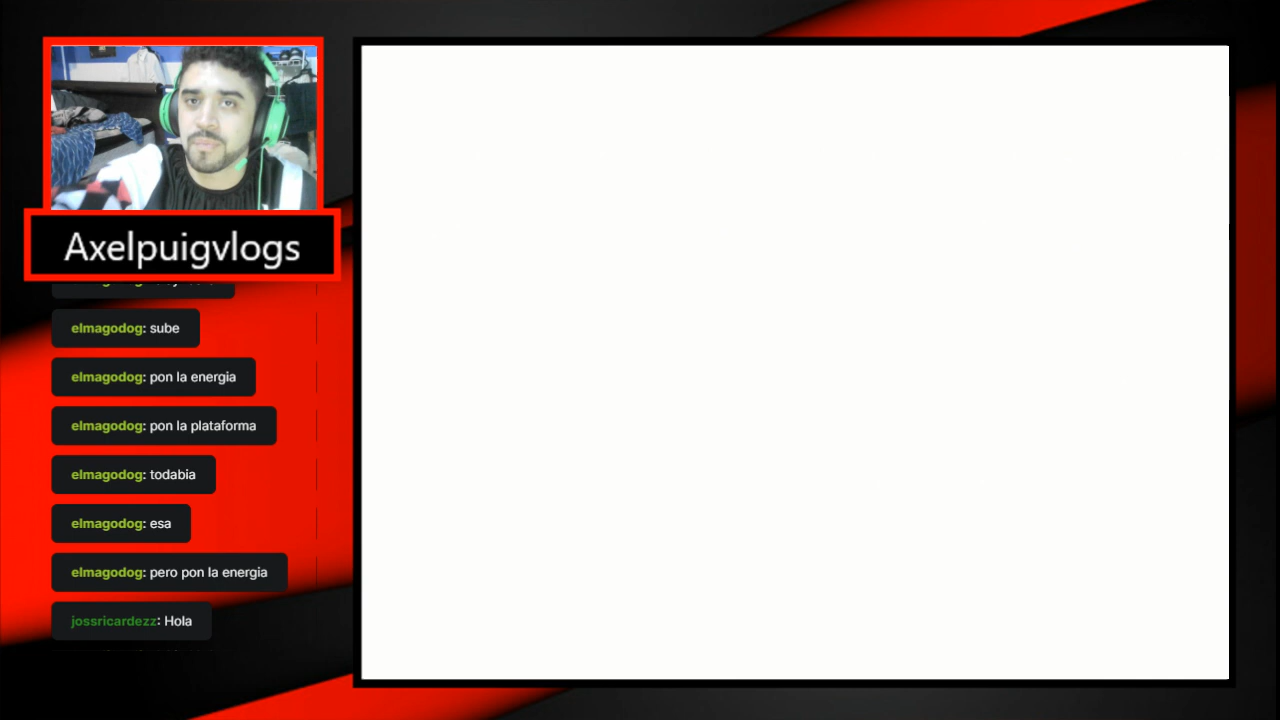 Axelpuigvlogs
elmagodog: sube
elmagodog: pon la energia
elmagodog: pon la plataforma
elmagodog: todabia
elmagodog: esa
elmagodog: pero pon la energia
jossricardezz: Hola